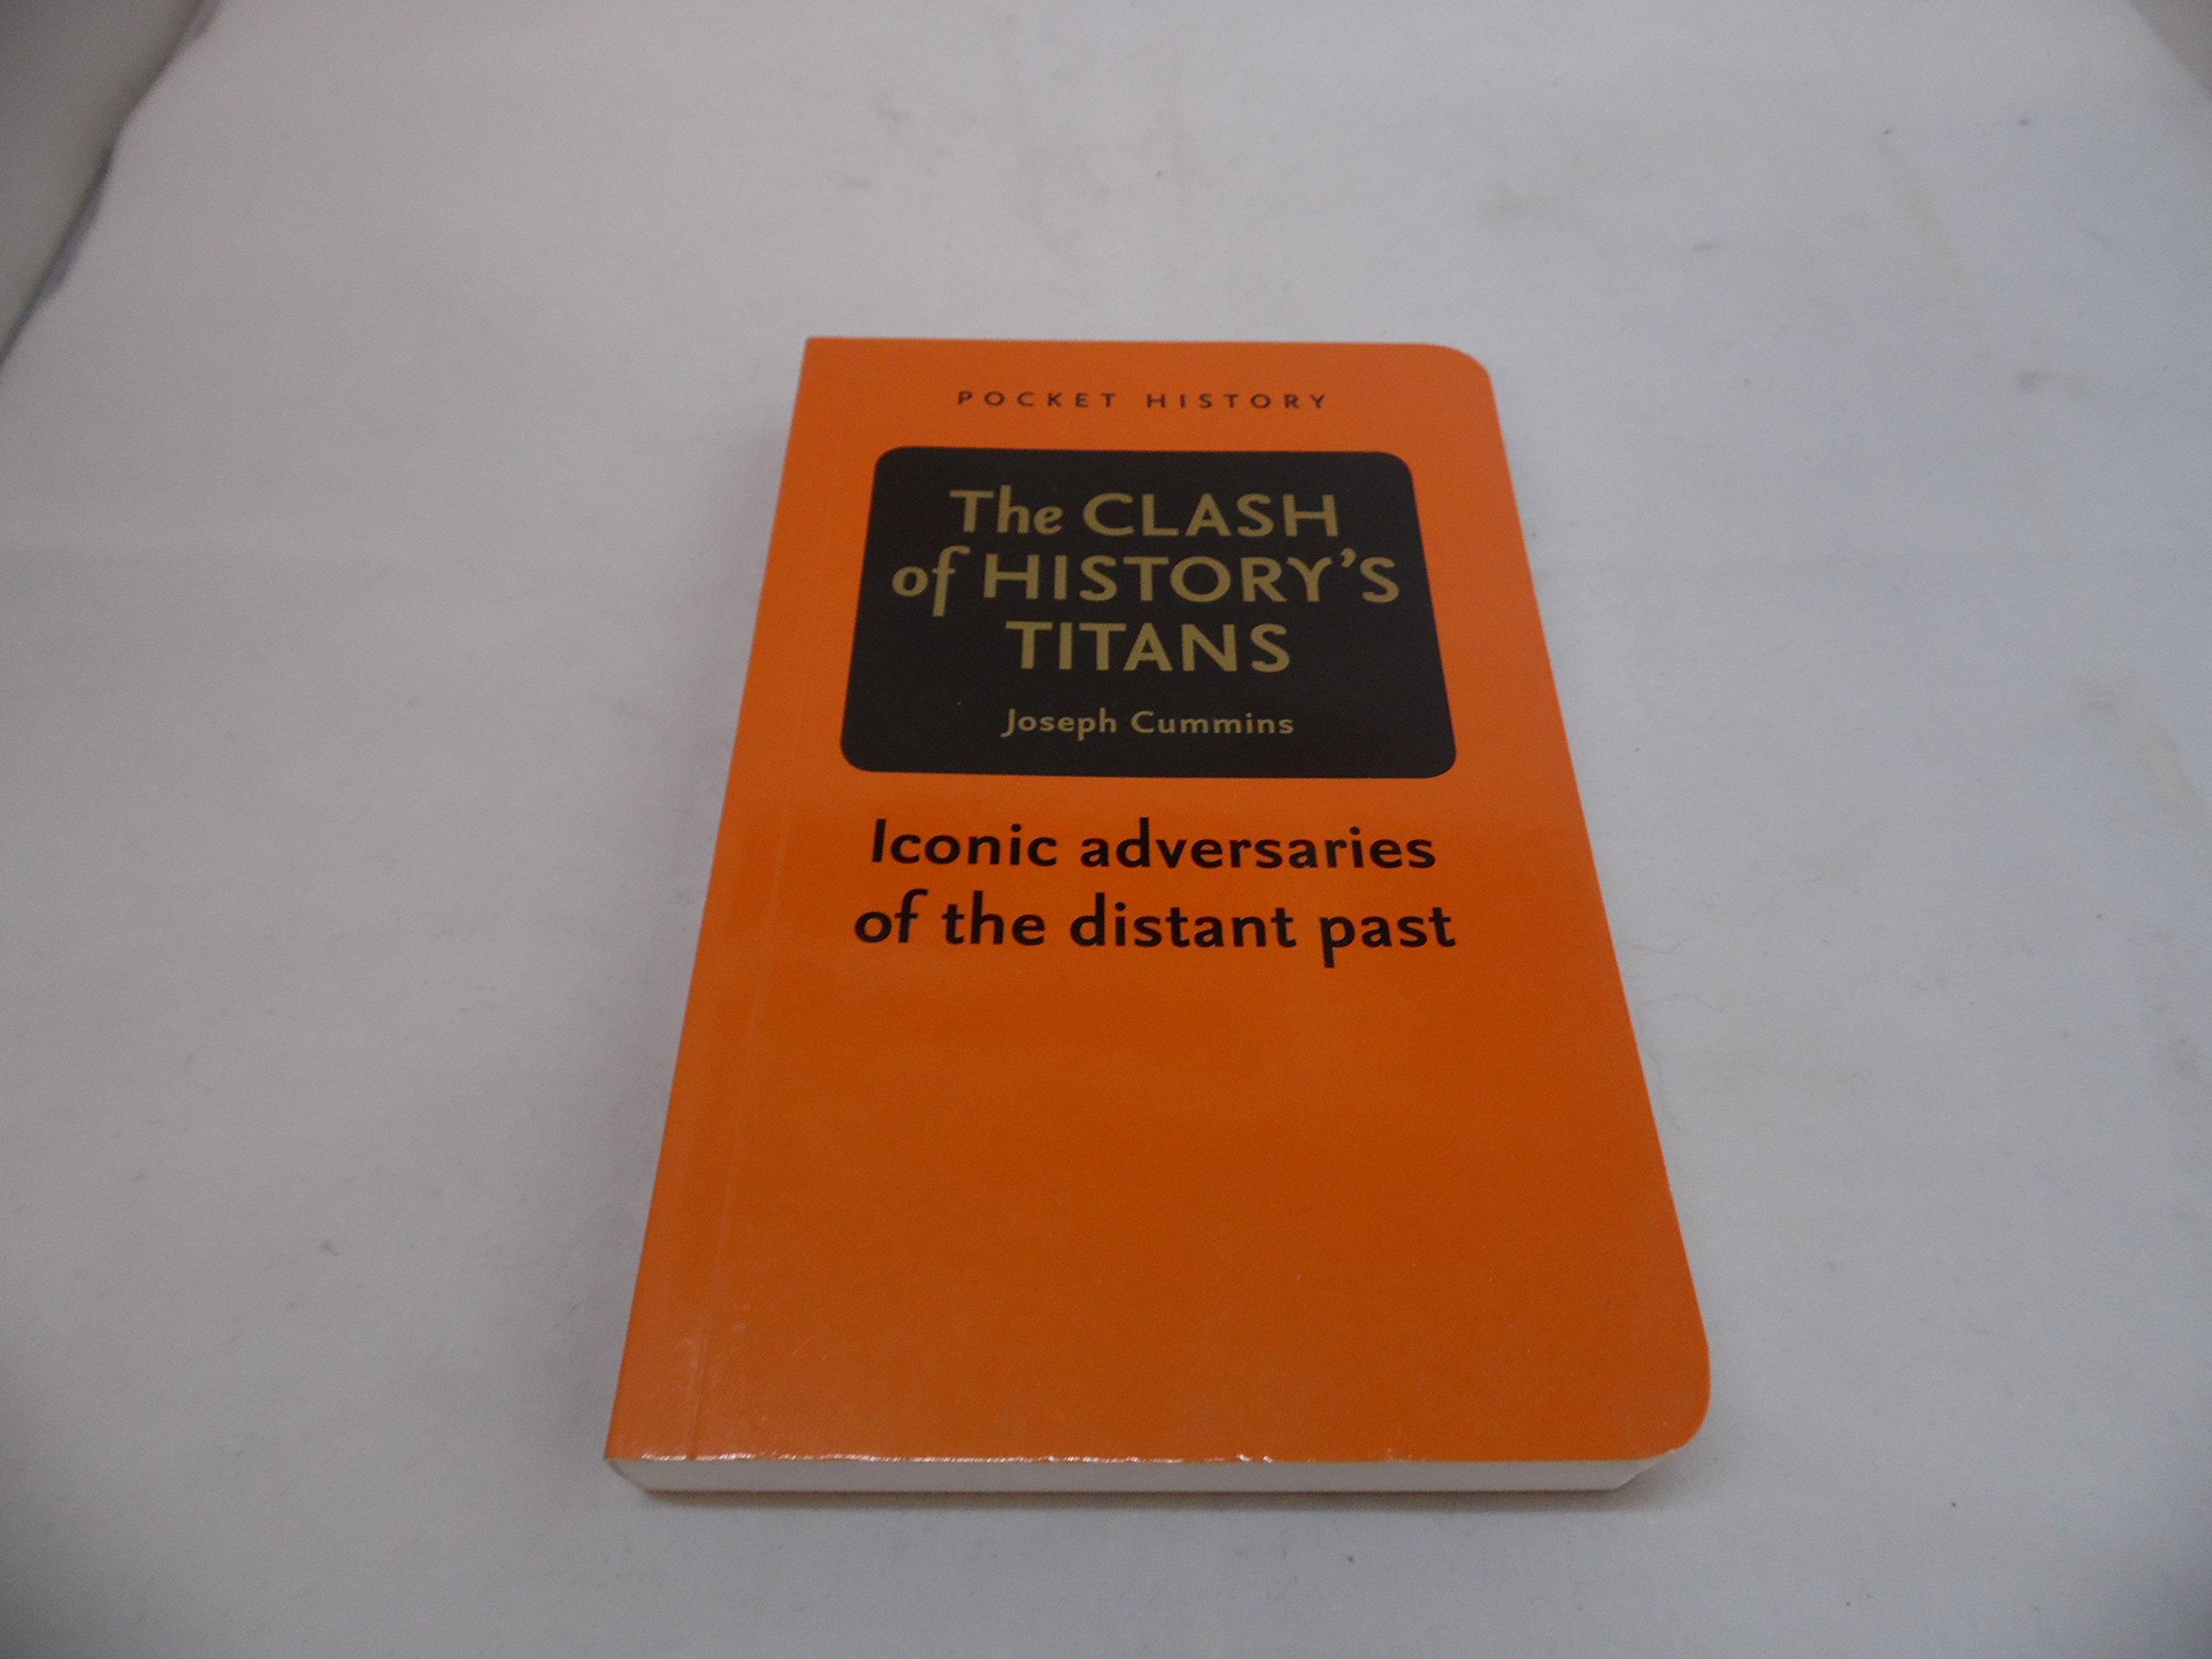 POCKET HISTORY
The CLASH
of HISTORY'S
TITANS
Joseph Cummins
Iconic adversaries
of the distant past